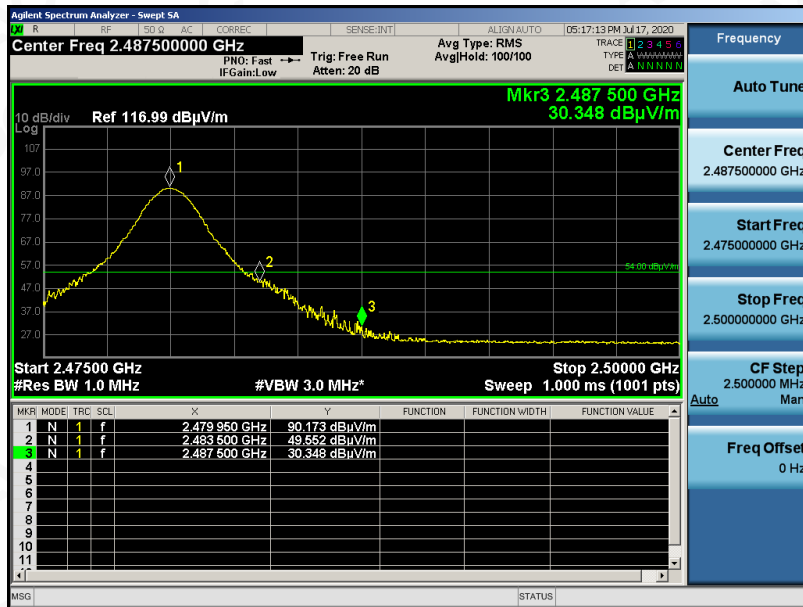 Agilent Spectrum Analyzer - Swept SA
LXI R RF 50 Ω AC CORREC SENSE:INT ALIGN AUTO 05:17:13 PM Jul 17, 2020
Center Freq 2.487500000 GHz
PNO: Fast
IFGain:Low
Trig: Free Run
Atten: 20 dB
Avg Type: RMS
Avg|Hold: 100/100
TRACE 1 2 3 4 5 6
TYPE A
DET A N N N N N
Mkr3 2.487 500 GHz
30.348 dBµV/m
10 dB/div Ref 116.99 dBµV/m
Log
107
97.0
87.0
77.0
67.0
57.0
47.0
37.0
27.0
1
2
3
54.00 dBµV/m
Start 2.47500 GHz Stop 2.50000 GHz
#Res BW 1.0 MHz #VBW 3.0 MHz* Sweep 1.000 ms (1001 pts)
MKR MODE TRC SCL X Y FUNCTION FUNCTION WIDTH FUNCTION VALUE
1 N 1 f 2.479 950 GHz 90.173 dBµV/m
2 N 1 f 2.483 500 GHz 49.552 dBµV/m
3 N 1 f 2.487 500 GHz 30.348 dBµV/m
4
5
6
7
8
9
10
11
MSG STATUS
Frequency
Auto Tune
Center Freq
2.487500000 GHz
Start Freq
2.475000000 GHz
Stop Freq
2.500000000 GHz
CF Step
2.500000 MHz
Auto Man
Freq Offset
0 Hz